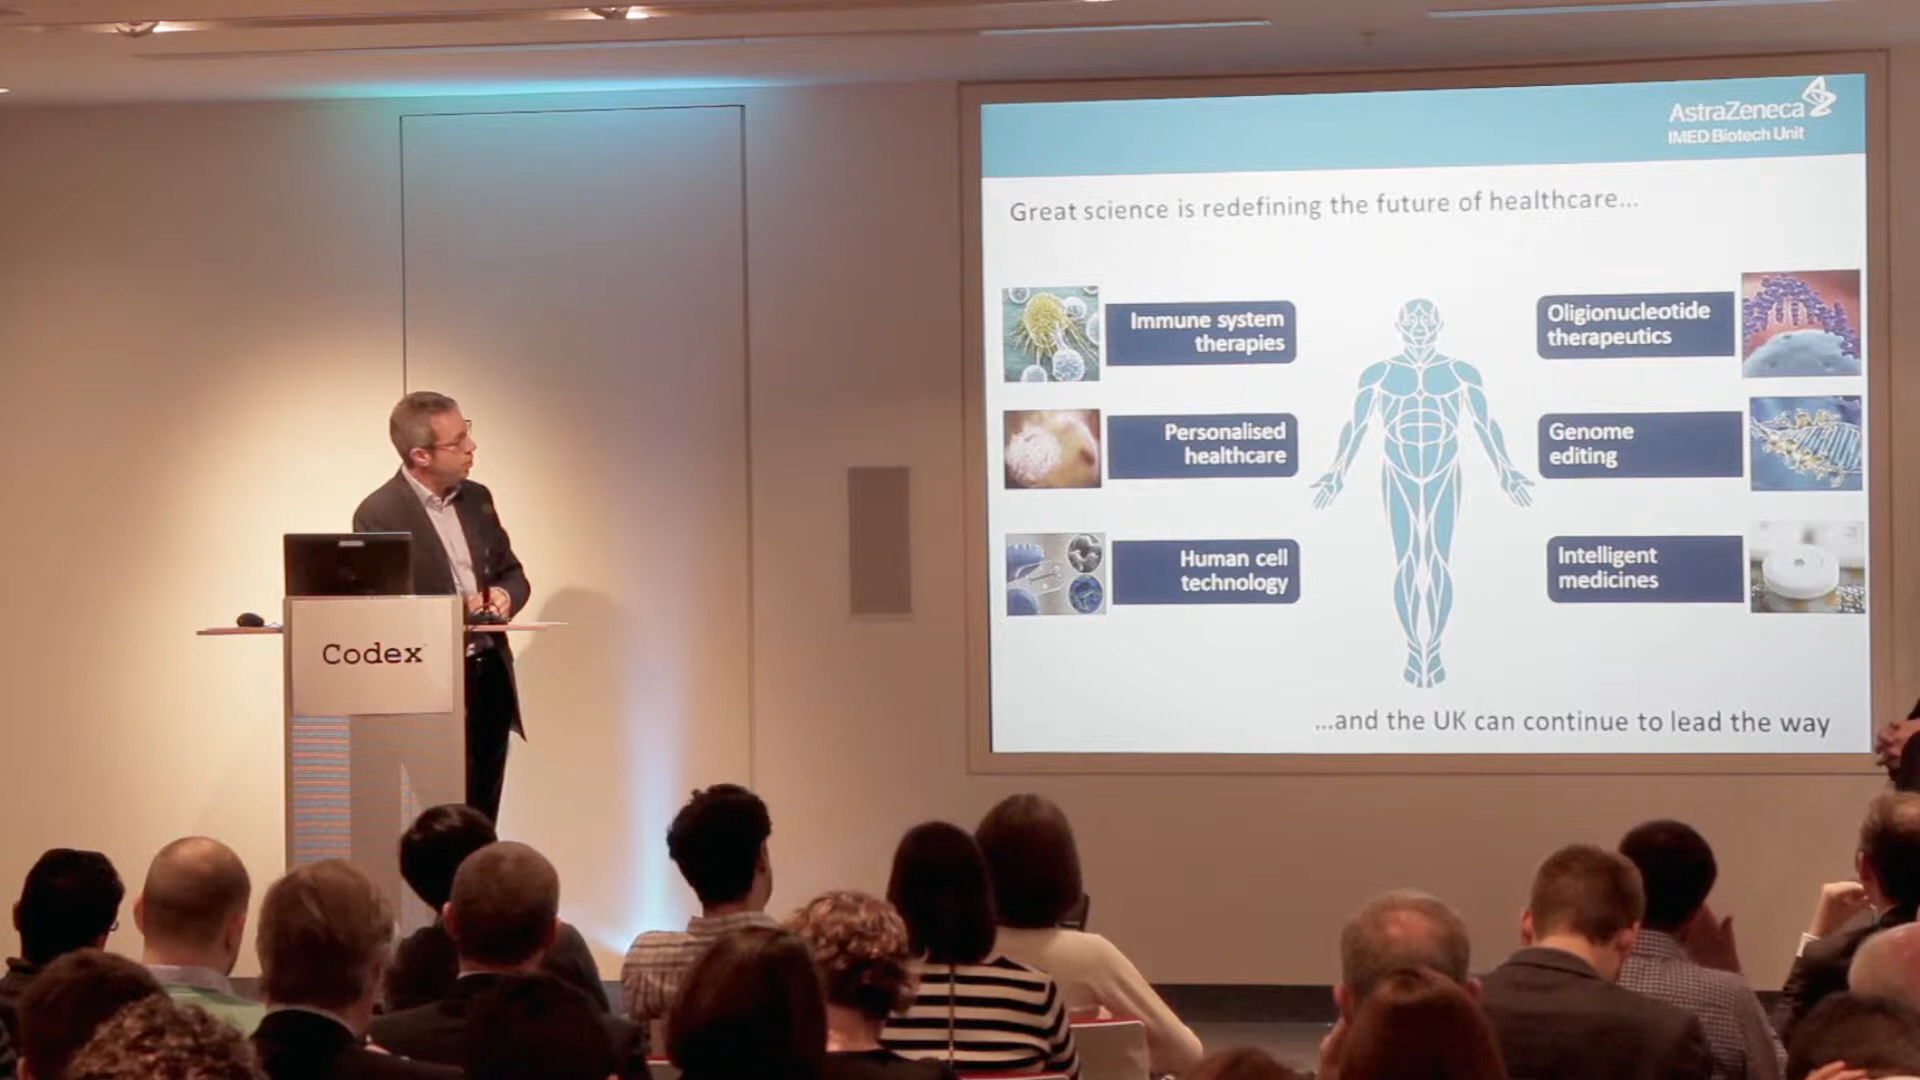 AstraZeneca
IMED Biotech Unit
Great science is redefining the future of healthcare...
Immune system
therapies
Oligionucleotide
therapeutics
Personalised
healthcare
Genome
editing
Human cell
technology
Intelligent
medicines
...and the UK can continue to lead the way
Codex